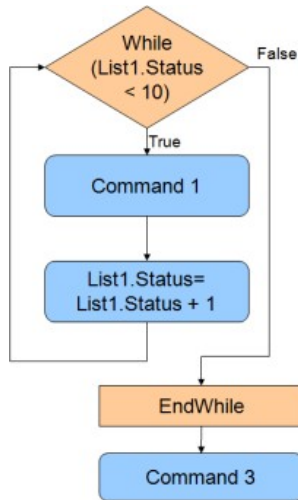 While
(List1.Status
< 10)
False
True
Command 1
List1.Status=
List1.Status + 1
EndWhile
Command 3